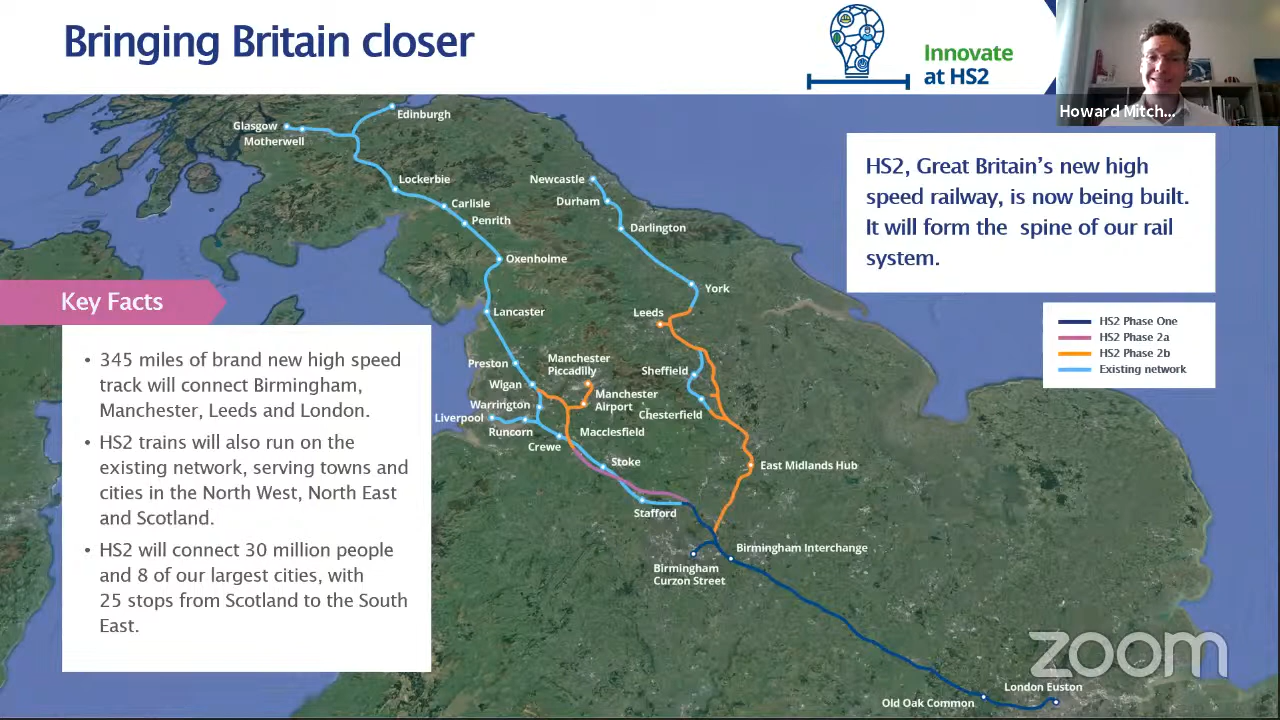 Bringing Britain closer
Innovate
at HS2
Howard Mitch...
HS2, Great Britain's new high
speed railway, is now being built.
It will form the spine of our rail
system.
HS2 Phase One
HS2 Phase 2a
HS2 Phase 2b
Existing network
Key Facts
• 345 miles of brand new high speed
track will connect Birmingham,
Manchester, Leeds and London.
• HS2 trains will also run on the
existing network, serving towns and
cities in the North West, North East
and Scotland.
• HS2 will connect 30 million people
and 8 of our largest cities, with
25 stops from Scotland to the South
East.
Edinburgh
Glasgow
Motherwell
Lockerbie
Newcastle
Durham
Carlisle
Penrith
Darlington
Oxenholme
York
Lancaster
Leeds
Preston
Manchester
Piccadilly
Sheffield
Wigan
Manchester
Airport
Warrington
Chesterfield
Liverpool
Runcorn
Macclesfield
Crewe
Stoke
East Midlands Hub
Stafford
Birmingham Interchange
Birmingham
Curzon Street
London Euston
Old Oak Common
zoom